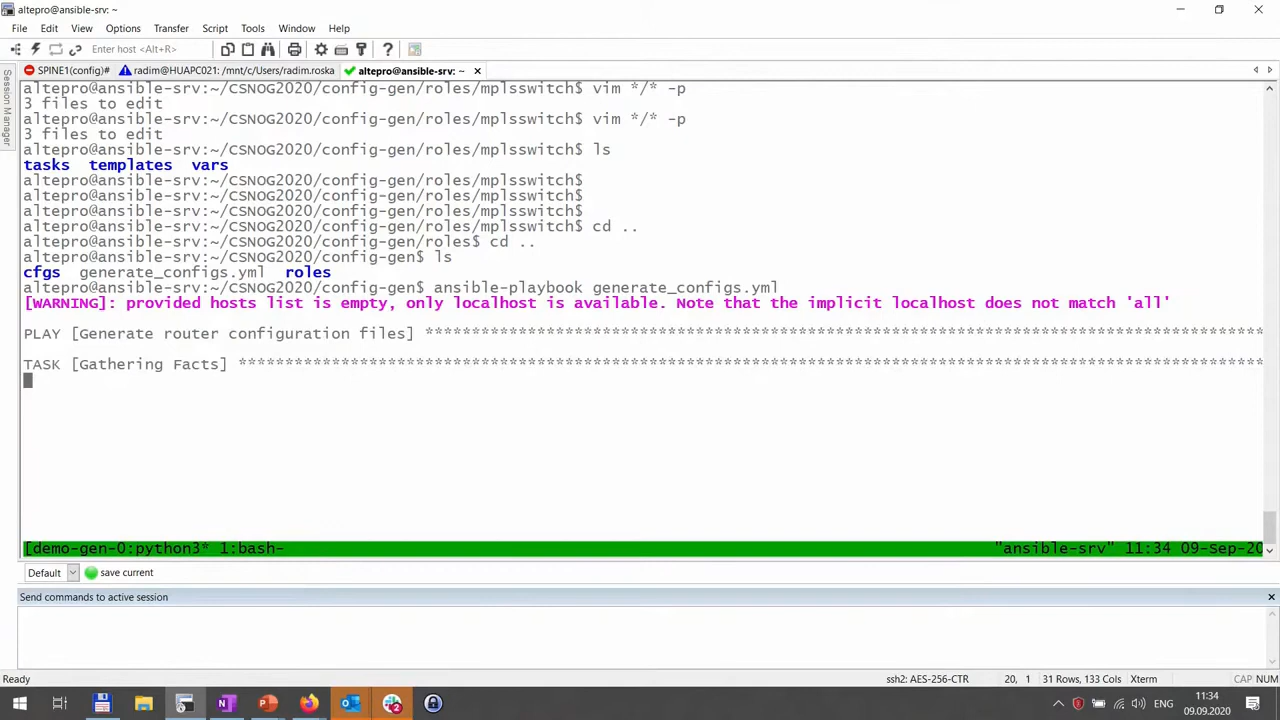 altepro@ansible-srv: ~
File Edit View Options Transfer Script Tools Window Help
Enter host <Alt+R>
SPINE1(config)# radim@HUAPC021: /mnt/c/Users/radim.roska altepro@ansible-srv: ~
Session Manager
altepro@ansible-srv:~/CSNOG2020/config-gen/roles/mplsswitch$ vim */* -p
3 files to edit
altepro@ansible-srv:~/CSNOG2020/config-gen/roles/mplsswitch$ vim */* -p
3 files to edit
altepro@ansible-srv:~/CSNOG2020/config-gen/roles/mplsswitch$ ls
tasks templates vars
altepro@ansible-srv:~/CSNOG2020/config-gen/roles/mplsswitch$
altepro@ansible-srv:~/CSNOG2020/config-gen/roles/mplsswitch$
altepro@ansible-srv:~/CSNOG2020/config-gen/roles/mplsswitch$
altepro@ansible-srv:~/CSNOG2020/config-gen/roles/mplsswitch$ cd ..
altepro@ansible-srv:~/CSNOG2020/config-gen/roles$ cd ..
altepro@ansible-srv:~/CSNOG2020/config-gen$ ls
cfgs generate_configs.yml roles
altepro@ansible-srv:~/CSNOG2020/config-gen$ ansible-playbook generate_configs.yml
[WARNING]: provided hosts list is empty, only localhost is available. Note that the implicit localhost does not match 'all'
PLAY [Generate router configuration files] **********************************************************************************************************
TASK [Gathering Facts] **********************************************************************************************************************************
[demo-gen-0:python3* 1:bash- "ansible-srv" 11:34 09-Sep-20
Default save current
Send commands to active session
Ready ssh2: AES-256-CTR 20, 1 31 Rows, 133 Cols Xterm CAP NUM
ENG 11:34
09.09.2020